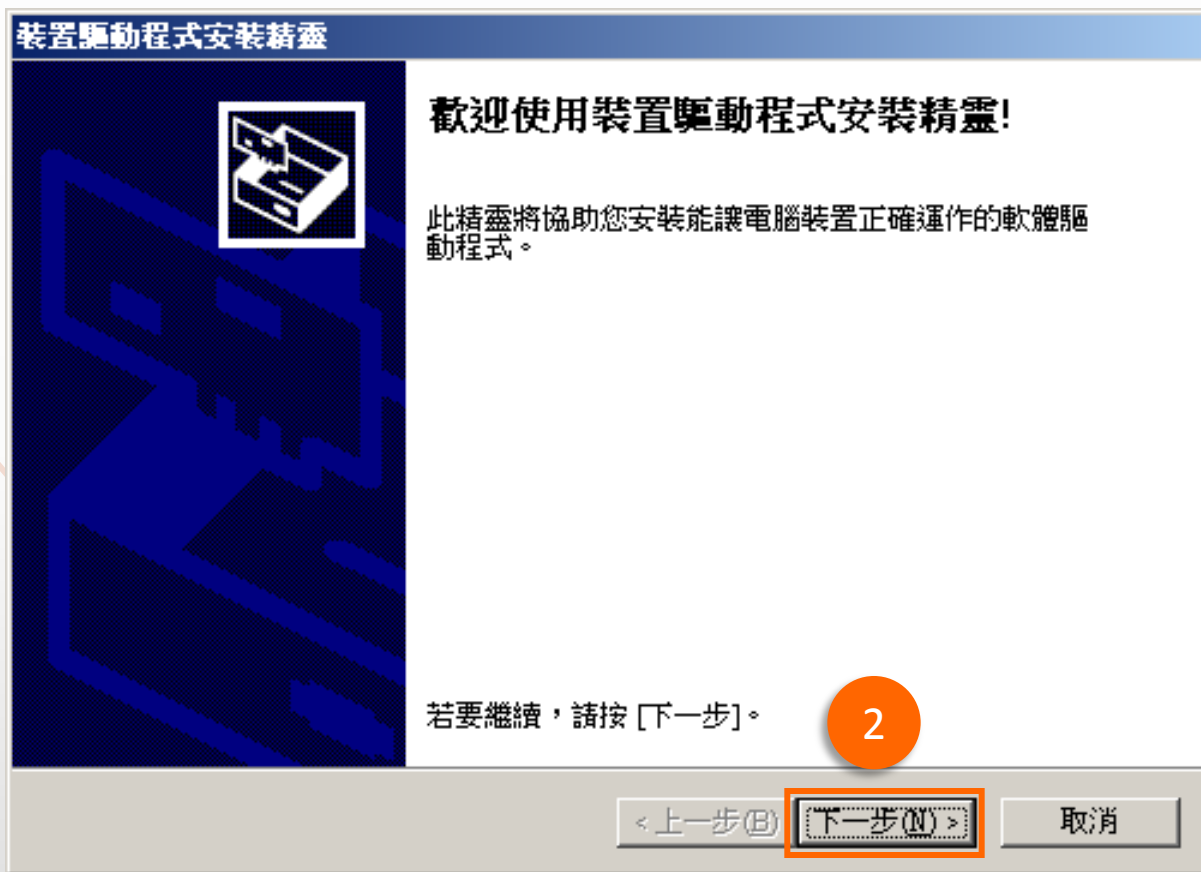 裝置驅動程式安裝精靈
歡迎使用裝置驅動程式安裝精靈!
此精靈將協助您安裝能讓電腦裝置正確運作的軟體驅
動程式。
若要繼續，請按 [下一步]。
2
<上一步(B) 下一步(N) > 取消